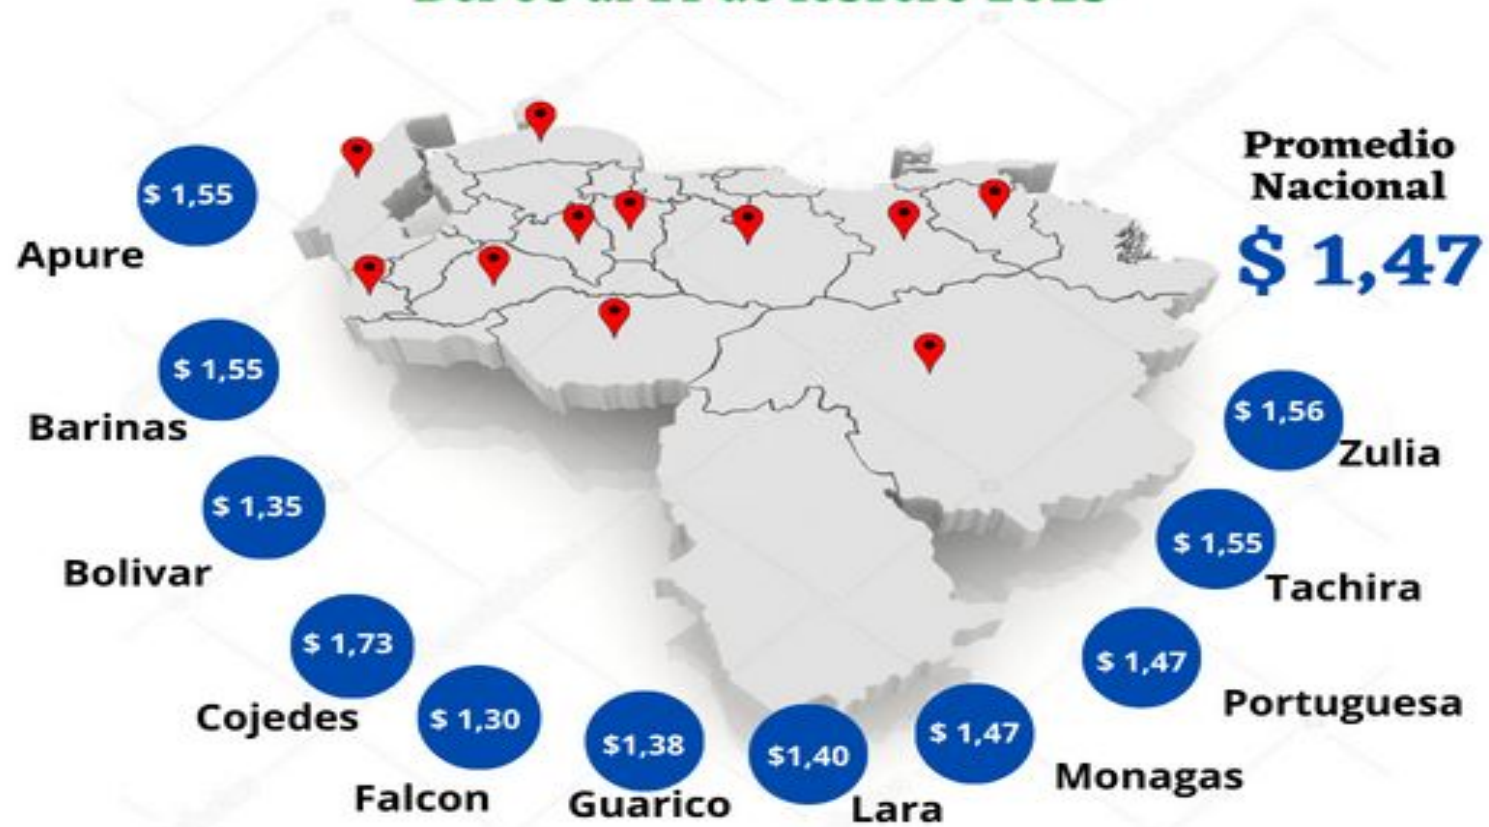 Promedio
Nacional
$ 1,47
$ 1,55
Apure
$ 1,55
Barinas
$ 1,35
Bolivar
$ 1,73
Cojedes
$ 1,30
Falcon
$1,38
Guarico
$1,40
Lara
$ 1,47
Monagas
$ 1,47
Portuguesa
$ 1,55
Tachira
$ 1,56
Zulia